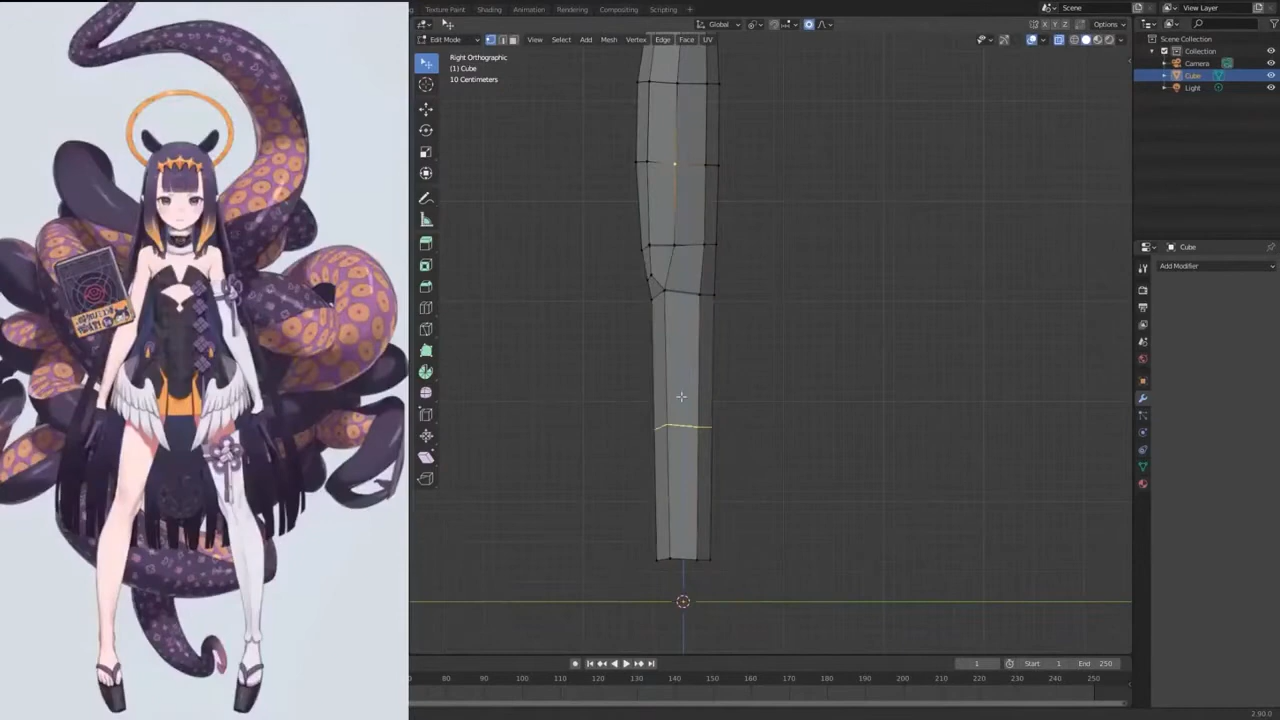 Texture Paint Shading Animation Rendering Compositing Scripting +
Scene View Layer
Global Options
X Y Z
Edit Mode View Select Add Mesh Vertex Edge Face UV
Right Orthographic
(1) Cube
10 Centimeters
Scene Collection
Collection
Camera
Cube
Light
Cube
Add Modifier
1 Start 1 End 250
80 90 100 110 120 130 140 150 160 170 180 190 200 210 220 230 240 250
2.90.0